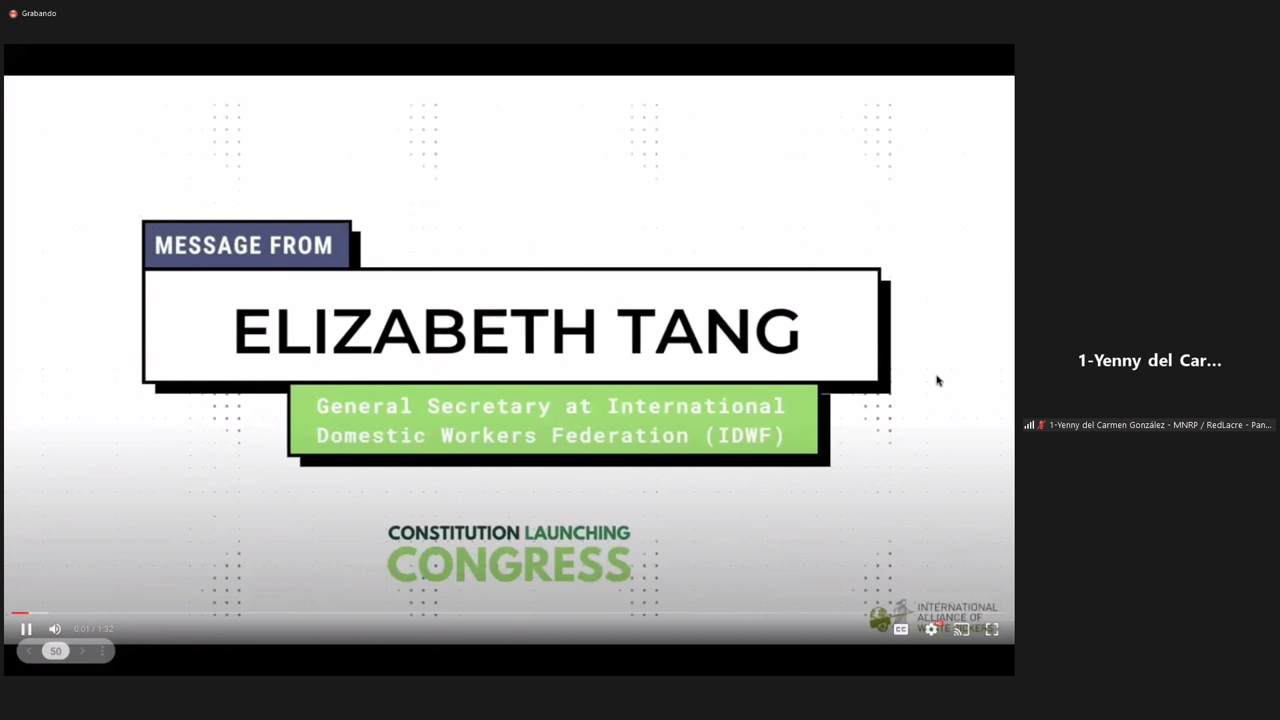 Grabando
MESSAGE FROM
ELIZABETH TANG
General Secretary at International
Domestic Workers Federation (IDWF)
CONSTITUTION LAUNCHING
CONGRESS
INTERNATIONAL
ALLIANCE OF
0:01 / 1:32
CC
50
1-Yenny del Car...
1-Yenny del Carmen González - MNRP / RedLacre - Pan...